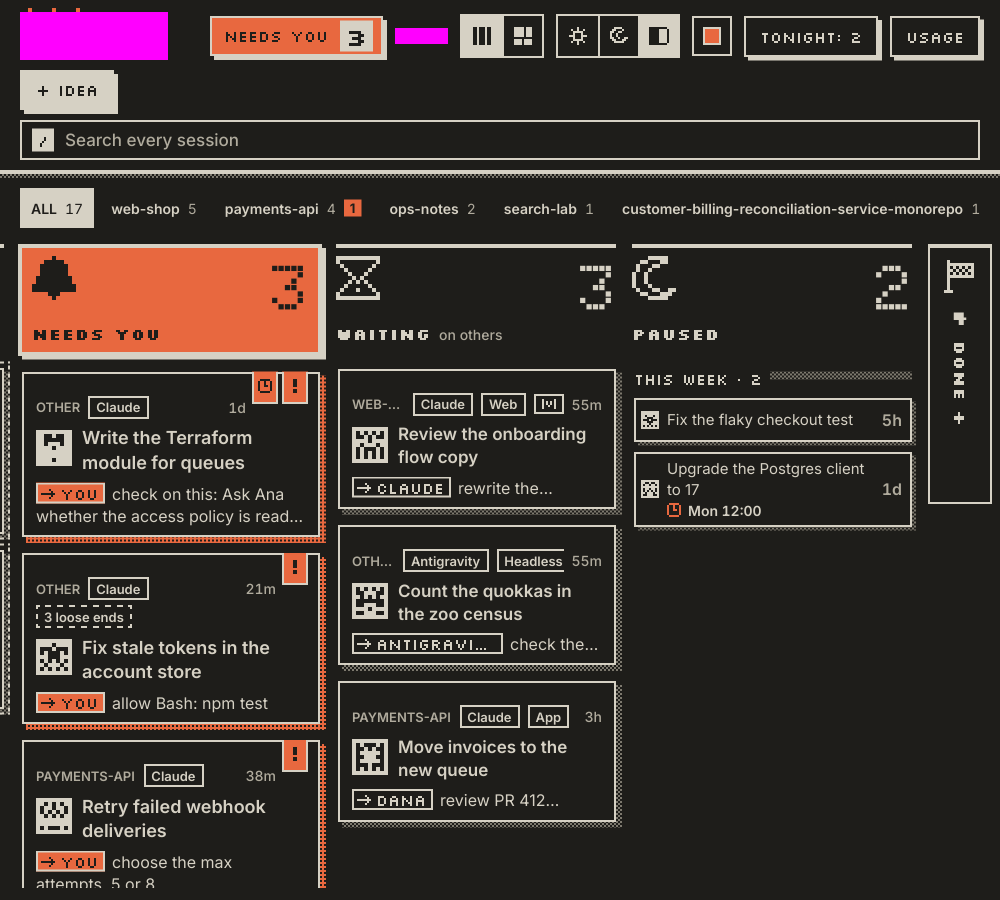 NEEDS YOU 3
TONIGHT: 2
USAGE
+ IDEA
/ Search every session
ALL 17
web-shop 5
payments-api 4 1
ops-notes 2
search-lab 1
customer-billing-reconciliation-service-monorepo 1
3
NEEDS YOU
OTHER Claude 1d !
Write the Terraform
module for queues
→ YOU check on this: Ask Ana
whether the access policy is read…
OTHER Claude 21m !
3 loose ends
Fix stale tokens in the
account store
→ YOU allow Bash: npm test
PAYMENTS-API Claude 38m !
Retry failed webhook
deliveries
→ YOU choose the max
attempts, 5 or 8
3
WAITING on others
WEB-… Claude Web 55m
Review the onboarding
flow copy
→ CLAUDE rewrite the…
OTH… Antigravity Headless 55m
Count the quokkas in
the zoo census
→ ANTIGRAVI… check the…
PAYMENTS-API Claude App 3h
Move invoices to the
new queue
→ DANA review PR 412…
2
PAUSED
THIS WEEK · 2
Fix the flaky checkout test 5h
Upgrade the Postgres client
to 17 1d
Mon 12:00
4 DONE +